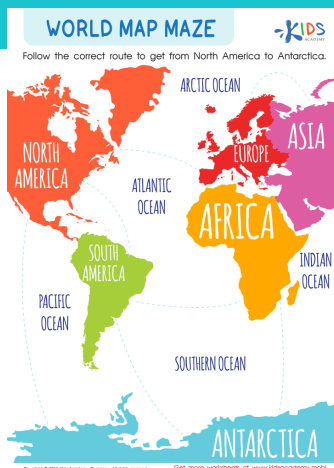 WORLD MAP MAZE
KIDS
ACADEMY
Follow the correct route to get from North America to Antarctica.
ARCTIC OCEAN
NORTH
AMERICA
EUROPE
ASIA
ATLANTIC
OCEAN
AFRICA
SOUTH
AMERICA
INDIAN
OCEAN
PACIFIC
OCEAN
SOUTHERN OCEAN
ANTARCTICA
Get more worksheets at www.kidsacademy.mobi